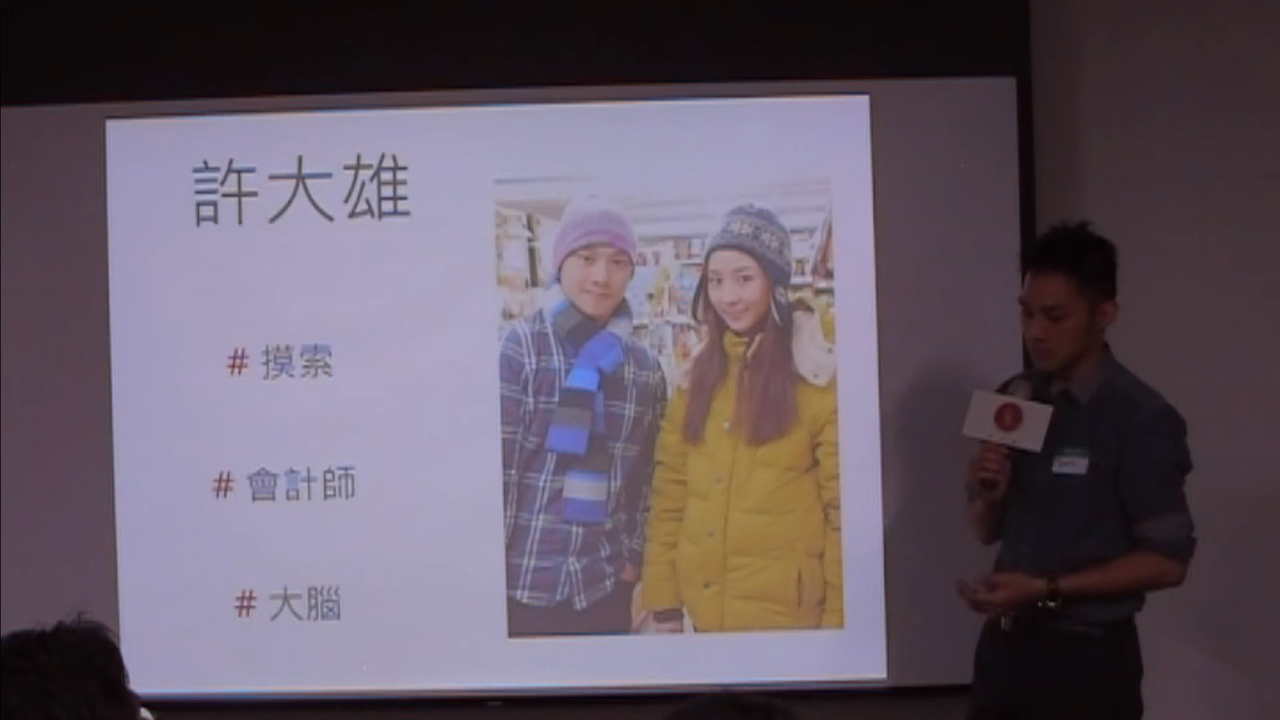 許大雄
# 摸索
# 會計師
# 大腦